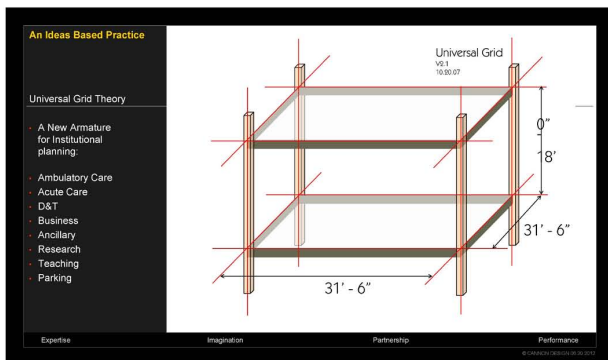 An Ideas Based Practice
Universal Grid Theory
• A New Armature
for Institutional
planning:
• Ambulatory Care
• Acute Care
• D&T
• Business
• Ancillary
• Research
• Teaching
• Parking
Universal Grid
V2.1
10.20.07
0”
18’
31’ - 6”
31’ - 6”
Expertise
Imagination
Partnership
Performance
© CANNON DESIGN